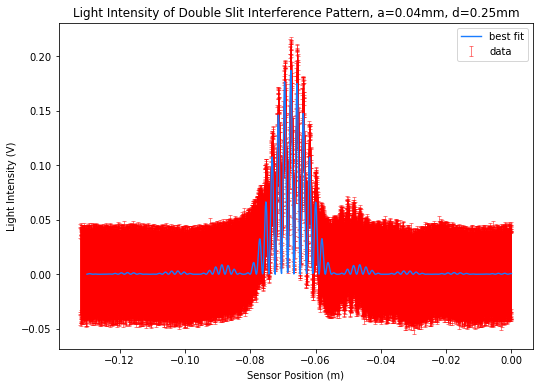 Light Intensity of Double Slit Interference Pattern, a=0.04mm, d=0.25mm
best fit
data
Light Intensity (V)
0.20
0.15
0.10
0.05
0.00
−0.05
−0.12 −0.10 −0.08 −0.06 −0.04 −0.02 0.00
Sensor Position (m)